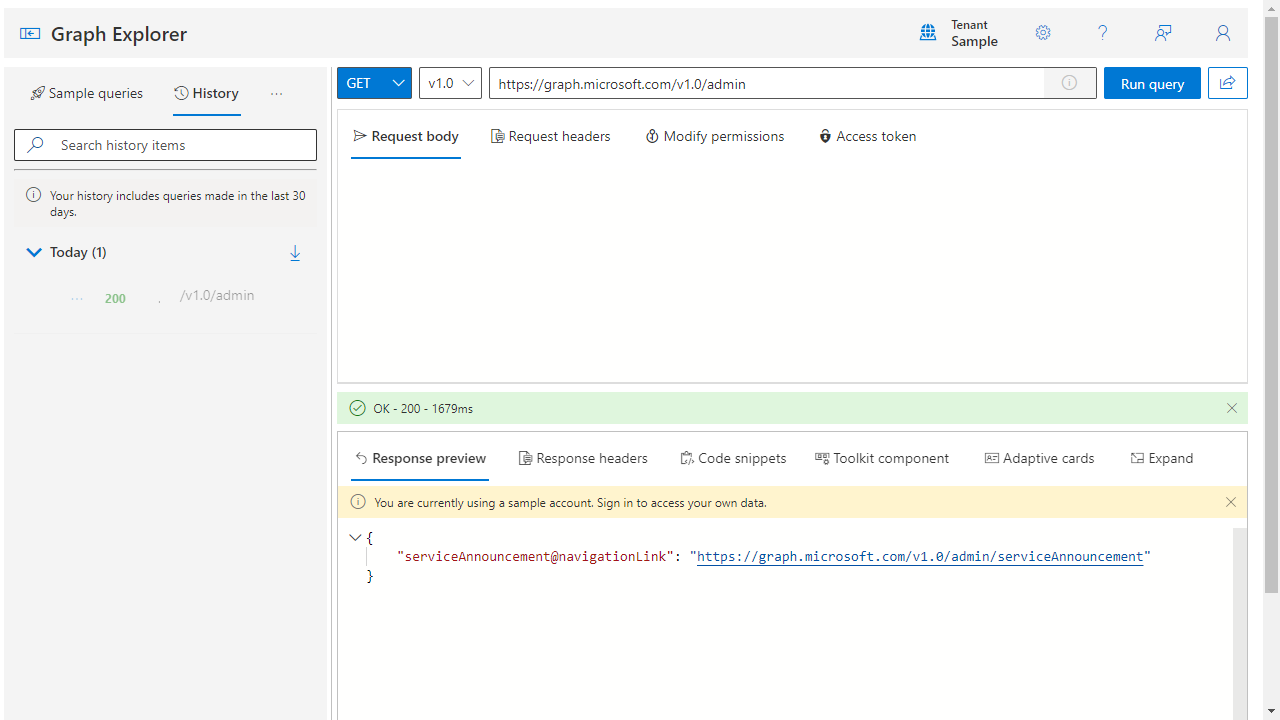 Graph Explorer
Tenant
Sample
Sample queries
History
...
Search history items
Your history includes queries made in the last 30
days.
Today (1)
...
200
.
/v1.0/admin
GET
v1.0
https://graph.microsoft.com/v1.0/admin
Run query
Request body
Request headers
Modify permissions
Access token
OK - 200 - 1679ms
Response preview
Response headers
Code snippets
Toolkit component
Adaptive cards
Expand
You are currently using a sample account. Sign in to access your own data.
{
"serviceAnnouncement@navigationLink": "https://graph.microsoft.com/v1.0/admin/serviceAnnouncement"
}